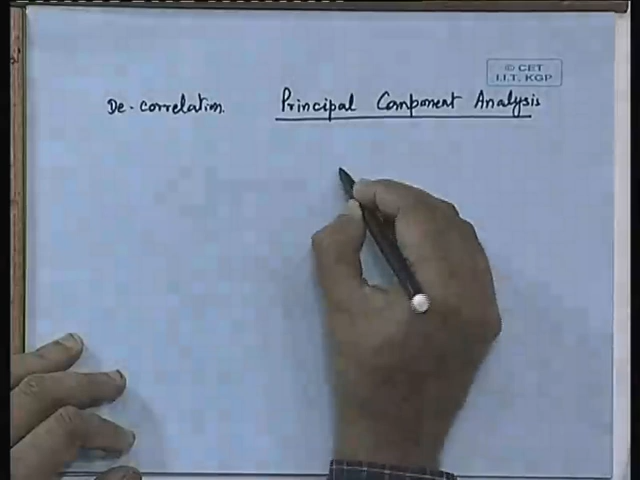 © CET
I.I.T. KGP
De-correlation. Principal Component Analysis